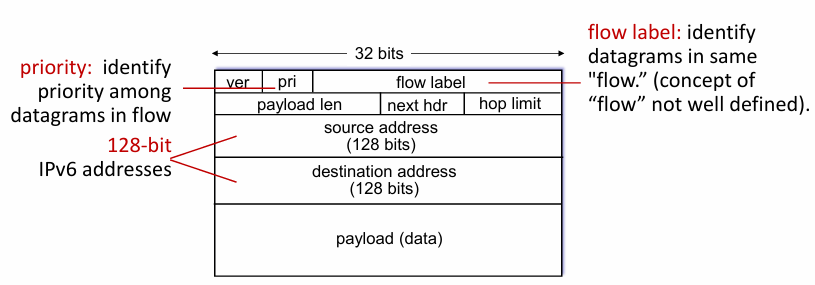 32 bits
priority:  identify
priority among
datagrams in flow
128-bit
IPv6 addresses
ver pri flow label
payload len next hdr hop limit
source address
(128 bits)
destination address
(128 bits)
payload (data)
flow label: identify
datagrams in same
"flow.” (concept of
“flow” not well defined).